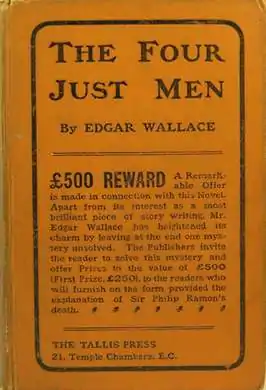 THE FOUR
JUST MEN
By EDGAR WALLACE
£500 REWARD A Remark-
able Offer
is made in connection with this Novel.
Apart from its interest as a most
brilliant piece of story writing, Mr.
Edgar Wallace has heightened its
charm by leaving at the end one mys-
tery unsolved. The Publishers invite
the reader to solve this mystery and
offer Prizes to the value of £500
(First Prize, £250), to the readers who
will furnish on the form provided the
explanation of Sir Philip Ramon's
death.
THE TALLIS PRESS
21, Temple Chambers, E.C.